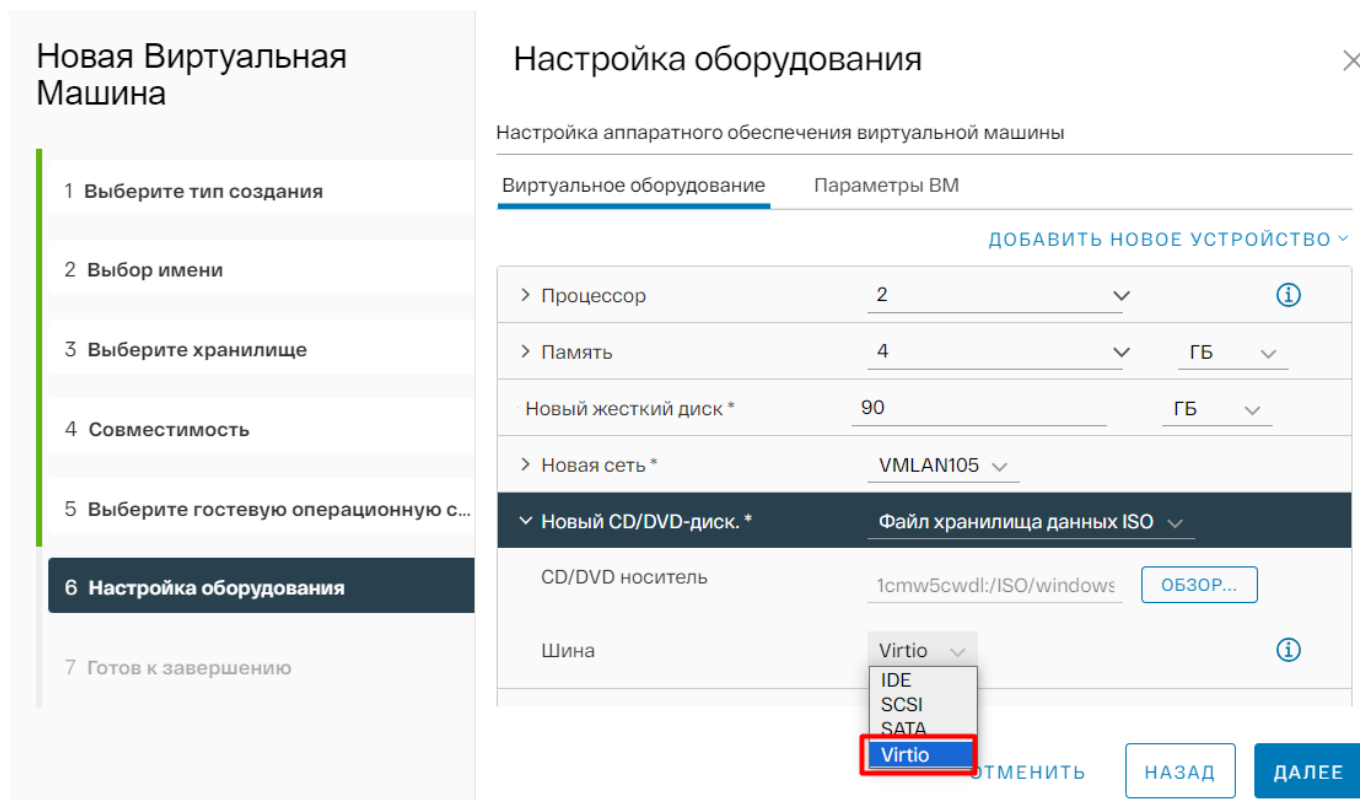 Новая Виртуальная
Машина
1 Выберите тип создания
2 Выбор имени
3 Выберите хранилище
4 Совместимость
5 Выберите гостевую операционную с...
6 Настройка оборудования
7 Готов к завершению
Настройка оборудования
Настройка аппаратного обеспечения виртуальной машины
Виртуальное оборудование Параметры ВМ
ДОБАВИТЬ НОВОЕ УСТРОЙСТВО
Процессор 2
Память 4 ГБ
Новый жесткий диск * 90 ГБ
Новая сеть * VMLAN105
Новый CD/DVD-диск. * Файл хранилища данных ISO
CD/DVD носитель 1cmw5cwdl:/ISO/windows ОБЗОР...
Шина Virtio
IDE
SCSI
SATA
Virtio
ОТМЕНИТЬ НАЗАД ДАЛЕЕ